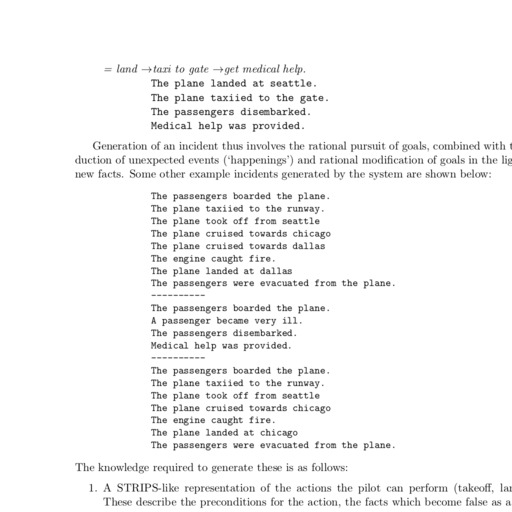 = land →taxi to gate →get medical help.
The plane landed at seattle.
The plane taxiied to the gate.
The passengers disembarked.
Medical help was provided.
Generation of an incident thus involves the rational pursuit of goals, combined with
duction of unexpected events (‘happenings’) and rational modification of goals in the
new facts. Some other example incidents generated by the system are shown below:
The passengers boarded the plane.
The plane taxiied to the runway.
The plane took off from seattle
The plane cruised towards chicago
The plane cruised towards dallas
The engine caught fire.
The plane landed at dallas
The passengers were evacuated from the plane.
----------
The passengers boarded the plane.
A passenger became very ill.
The passengers disembarked.
Medical help was provided.
----------
The passengers boarded the plane.
The plane taxiied to the runway.
The plane took off from seattle
The plane cruised towards chicago
The engine caught fire.
The plane landed at chicago
The passengers were evacuated from the plane.
The knowledge required to generate these is as follows:
1. A STRIPS-like representation of the actions the pilot can perform (takeoff,
These describe the preconditions for the action, the facts which become false as a